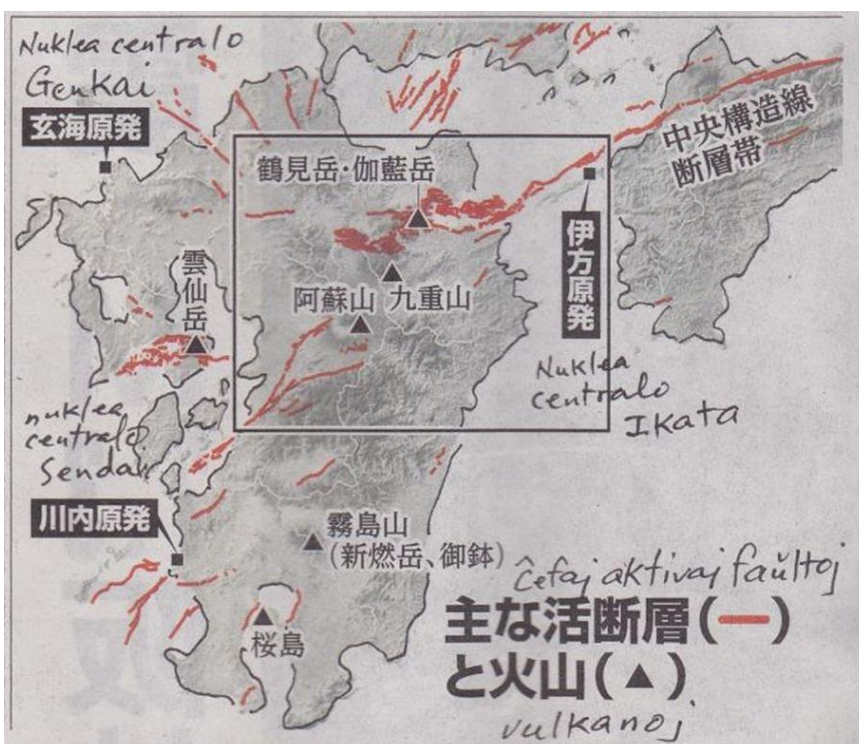 Nuklea centralo
Genkai
玄海原発
中央構造線
断層帯
鶴見岳・伽藍岳
伊方原発
雲仙岳
阿蘇山
九重山
Nuklea
centralo
Ikata
nuklea
centralo
Sendai
川内原発
霧島山
(新燃岳、御鉢)
桜島
ĉefaj aktivaj faŭltoj
主な活断層(ー)
と火山(▲)
vulkanoj